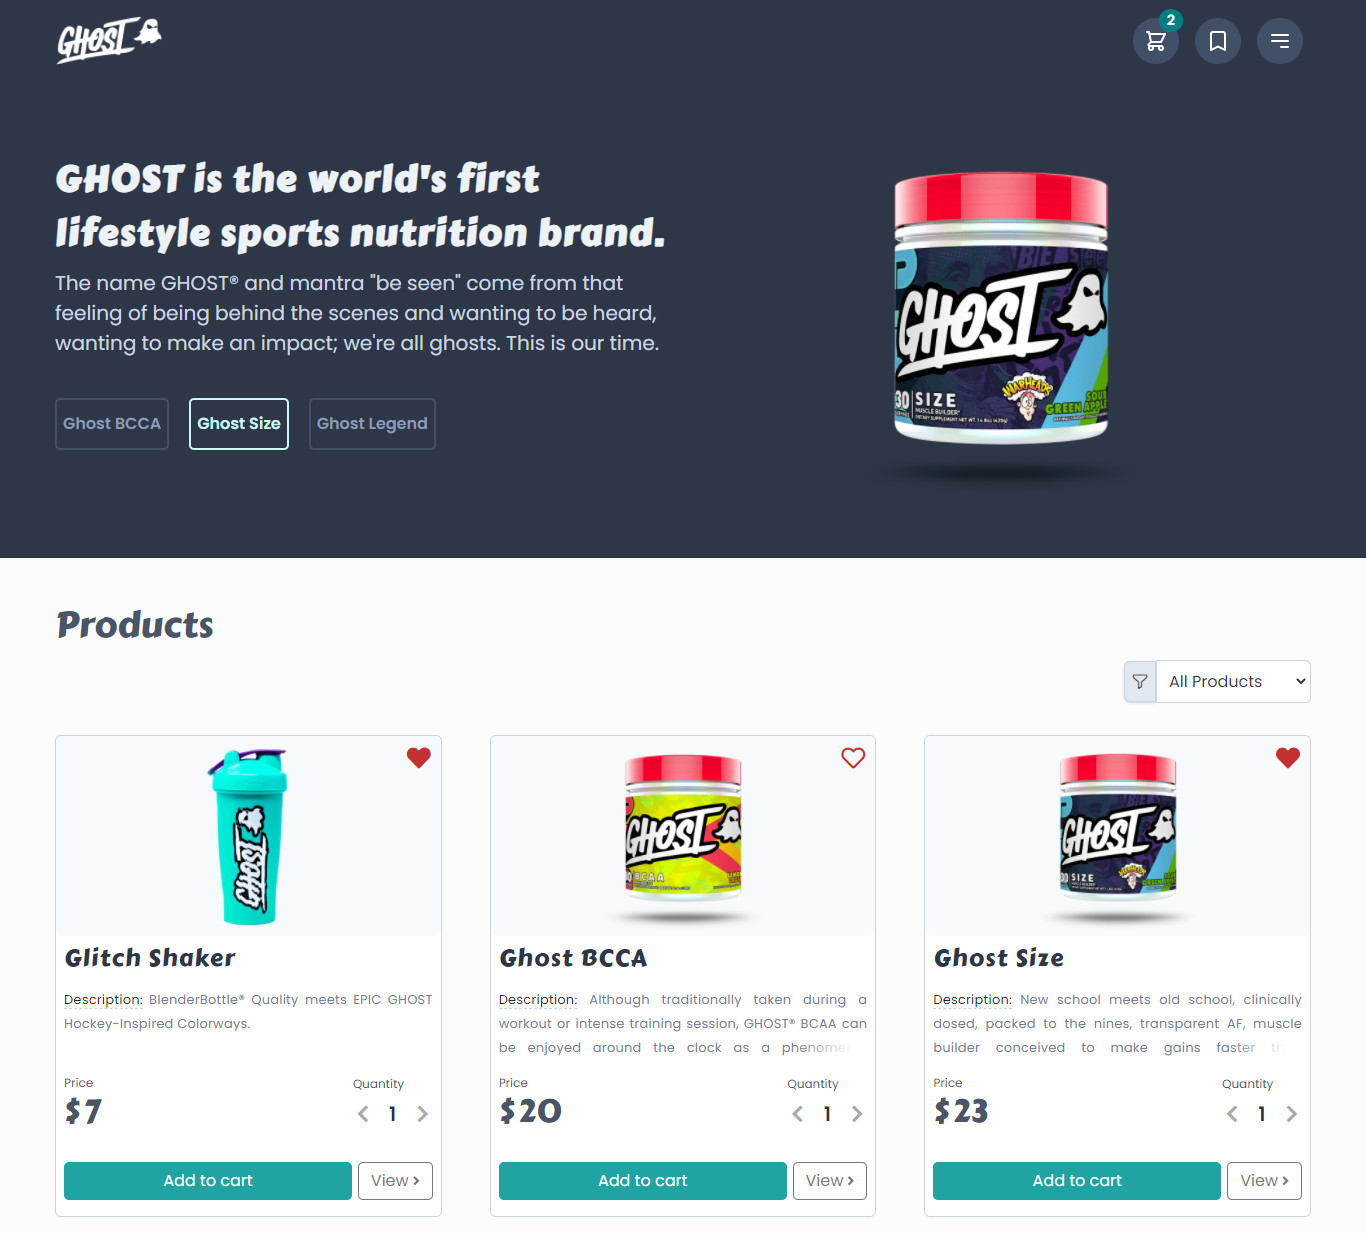 GHOST
2
GHOST is the world's first
lifestyle sports nutrition brand.
The name GHOST® and mantra "be seen" come from that
feeling of being behind the scenes and wanting to be heard,
wanting to make an impact; we're all ghosts. This is our time.
Ghost BCCA
Ghost Size
Ghost Legend
GHOST
WARHEADS
30
SIZE
MUSCLE BUILDER*
SOUR
GREEN APPLE
Products
All Products
GHOST
GHOST
BCAA
GHOST
30
SIZE
Glitch Shaker
Ghost BCCA
Ghost Size
Description: BlenderBottle® Quality meets EPIC GHOST
Hockey-Inspired Colorways.
Description: Although traditionally taken during a
workout or intense training session, GHOST® BCAA can
be enjoyed around the clock as a phenome
Description: New school meets old school, clinically
dosed, packed to the nines, transparent AF, muscle
builder conceived to make gains faster th
Price
Quantity
$7
1
Price
Quantity
$20
1
Price
Quantity
$23
1
Add to cart
View
Add to cart
View
Add to cart
View